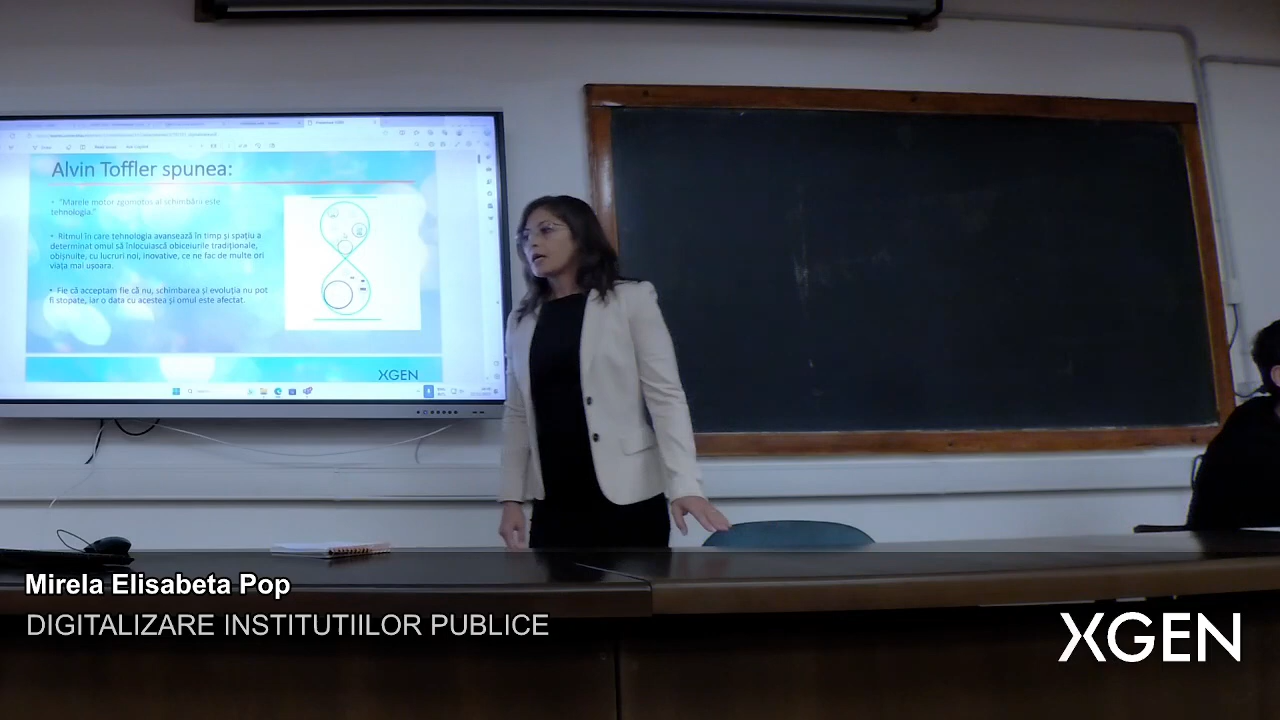 Alvin Toffler spunea:
• "Marele motor zgomotos al schimbării este
tehnologia."
• Ritmul în care tehnologia avansează în timp și spațiu a
determinat omul să înlocuiască obiceiurile tradiționale,
obișnuite, cu lucruri noi, inovative, ce ne fac de multe ori
viața mai ușoara.
• Fie că acceptam fie că nu, schimbarea și evoluția nu pot
fi stopate, iar o data cu acestea și omul este afectat.
XGEN
Mirela Elisabeta Pop
DIGITALIZARE INSTITUTIILOR PUBLICE
XGEN